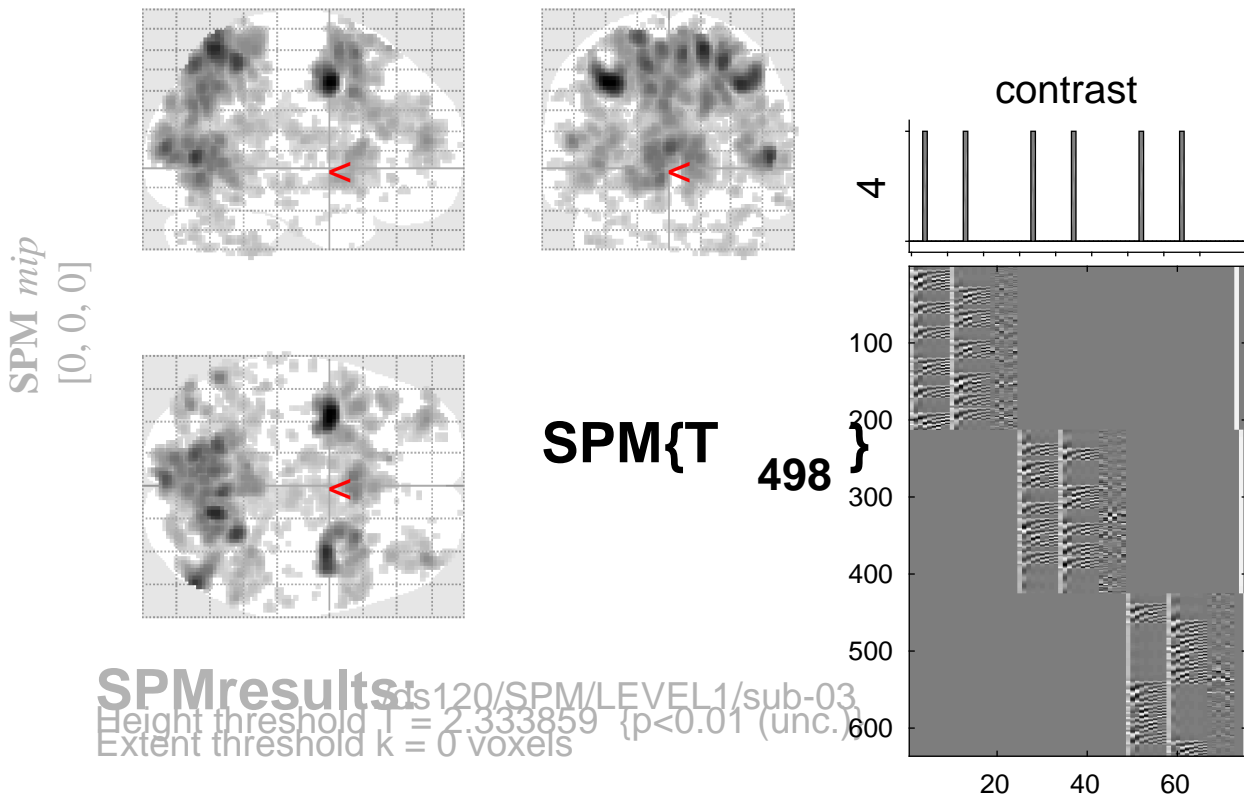 SPM mip
[0, 0, 0]
<
<
<
SPM{T498}
contrast
4
100
200
300
400
500
600
20
40
60
SPMresults: /ds120/SPM/LEVEL1/sub-03
Height threshold T = 2.333859 {p<0.01 (unc.)}
Extent threshold k = 0 voxels